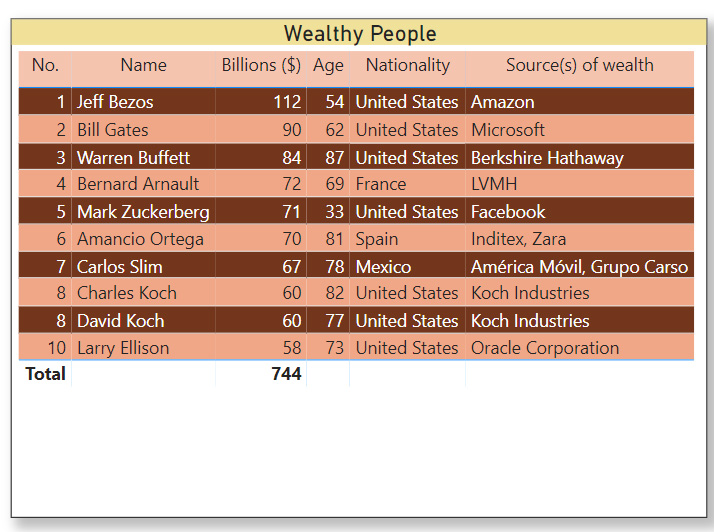 Wealthy People
No. Name Billions ($) Age Nationality Source(s) of wealth
1 Jeff Bezos 112 54 United States Amazon
2 Bill Gates 90 62 United States Microsoft
3 Warren Buffett 84 87 United States Berkshire Hathaway
4 Bernard Arnault 72 69 France LVMH
5 Mark Zuckerberg 71 33 United States Facebook
6 Amancio Ortega 70 81 Spain Inditex, Zara
7 Carlos Slim 67 78 Mexico América Móvil, Grupo Carso
8 Charles Koch 60 82 United States Koch Industries
8 David Koch 60 77 United States Koch Industries
10 Larry Ellison 58 73 United States Oracle Corporation
Total 744